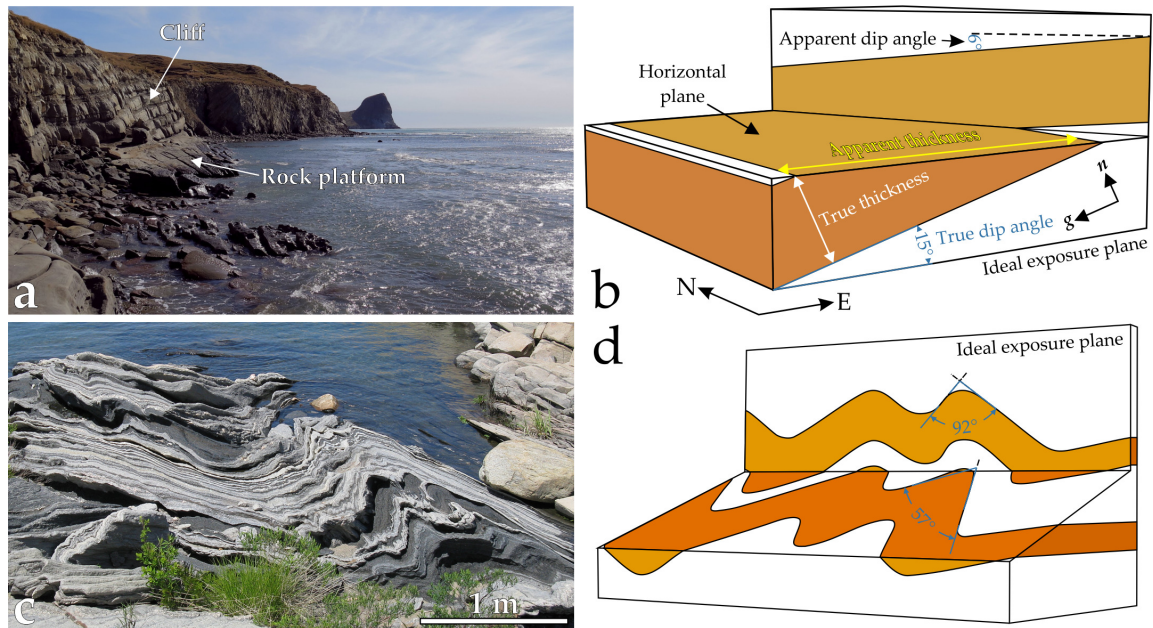 Cliff
Rock platform
a
Apparent dip angle
6°
Horizontal
plane
Apparent thickness
True thickness
n
g
15°
True dip angle
Ideal exposure plane
b
N
E
c
1 m
d
Ideal exposure plane
92°
57°